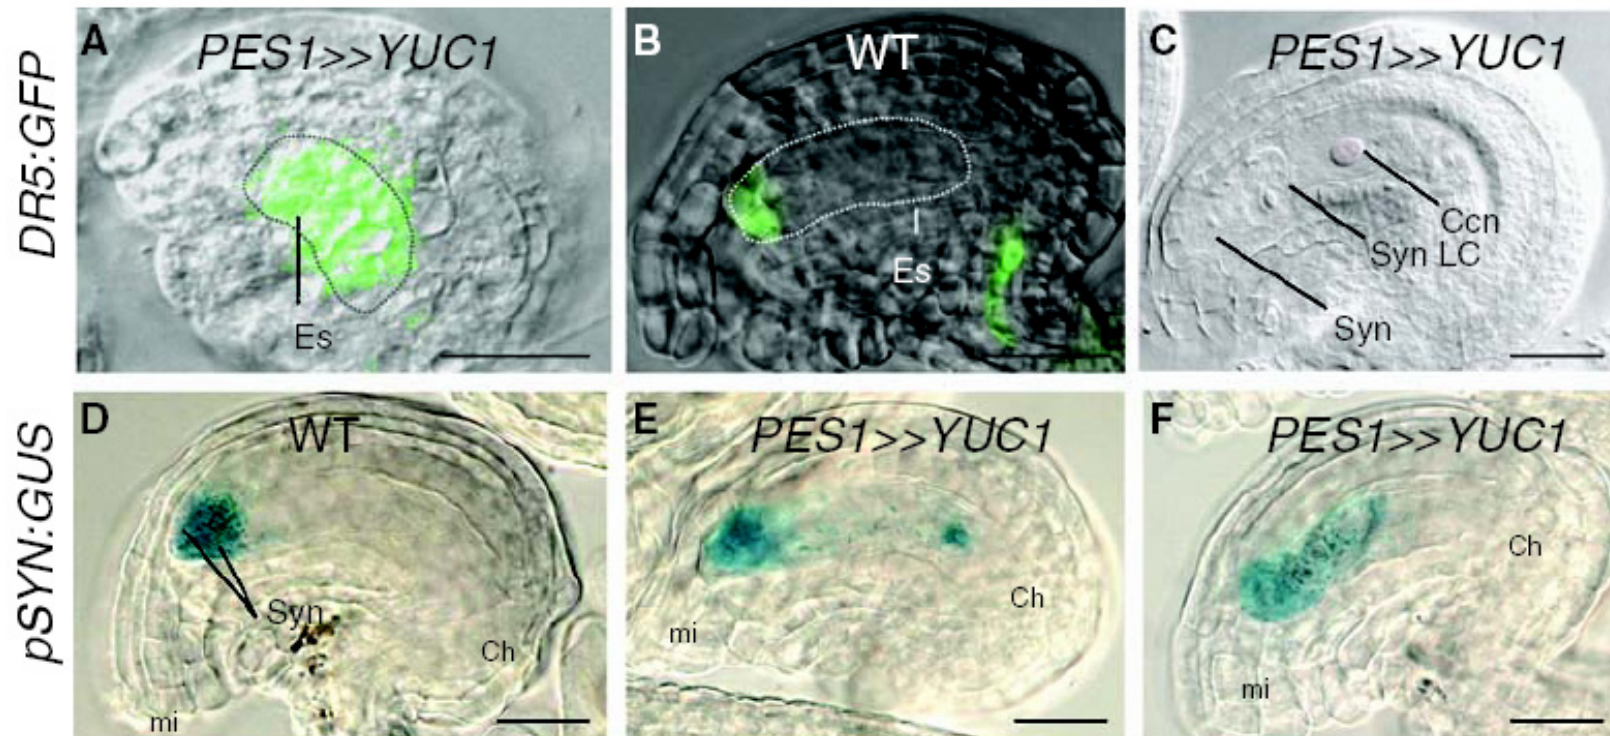 DR5:GFP
A
PES1>>YUC1
Es
B
WT
Es
C
PES1>>YUC1
Ccn
Syn LC
Syn
pSYN:GUS
D
WT
Syn
Ch
mi
E
PES1>>YUC1
Ch
mi
F
PES1>>YUC1
Ch
mi